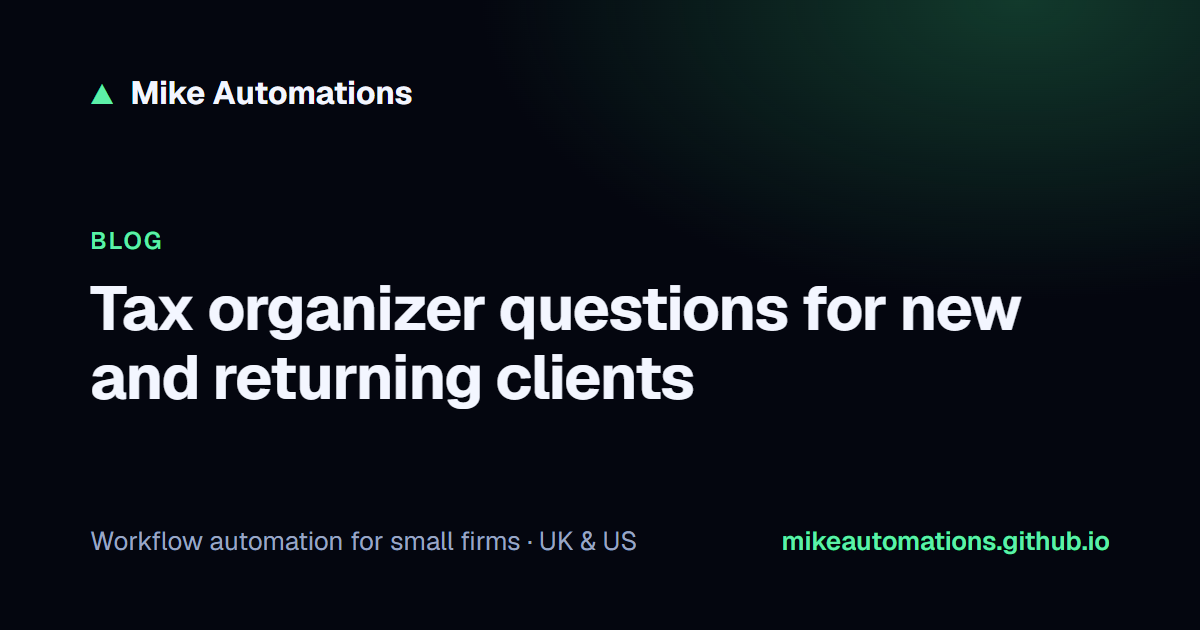 Mike Automations
BLOG
Tax organizer questions for new
and returning clients
Workflow automation for small firms · UK & US
mikeautomations.github.io